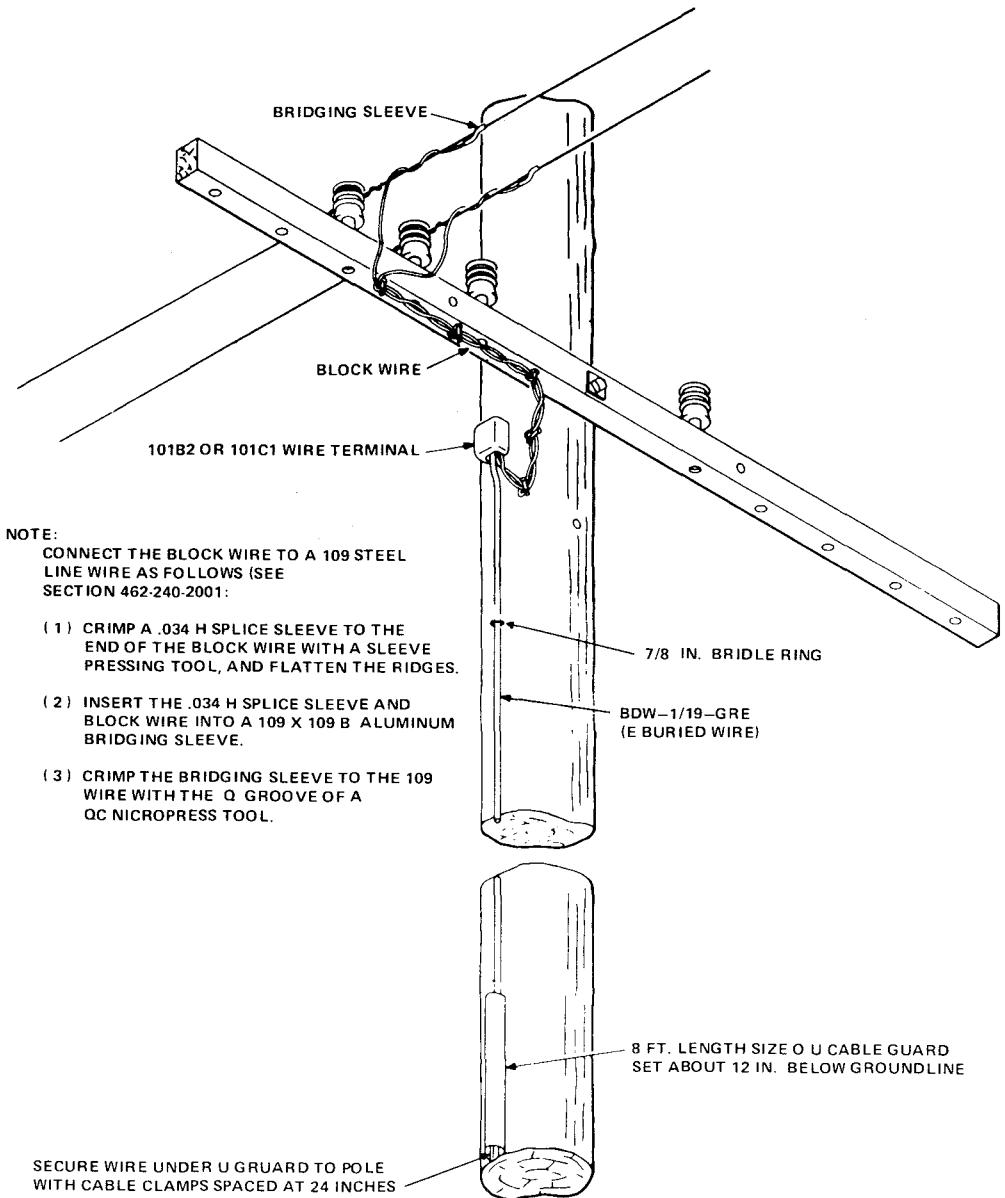 BRIDGING SLEEVE
BLOCK WIRE
101B2 OR 101C1 WIRE TERMINAL
NOTE:
CONNECT THE BLOCK WIRE TO A 109 STEEL
LINE WIRE AS FOLLOWS (SEE
SECTION 462-240-2001:
(1) CRIMP A .034 H SPLICE SLEEVE TO THE
END OF THE BLOCK WIRE WITH A SLEEVE
PRESSING TOOL, AND FLATTEN THE RIDGES.
(2) INSERT THE .034 H SPLICE SLEEVE AND
BLOCK WIRE INTO A 109 X 109 B ALUMINUM
BRIDGING SLEEVE.
(3) CRIMP THE BRIDGING SLEEVE TO THE 109
WIRE WITH THE Q GROOVE OF A
QC NICROPRESS TOOL.
7/8 IN. BRIDLE RING
BDW-1/19-GRE
(E BURIED WIRE)
8 FT. LENGTH SIZE O U CABLE GUARD
SET ABOUT 12 IN. BELOW GROUNDLINE
SECURE WIRE UNDER U GRUARD TO POLE
WITH CABLE CLAMPS SPACED AT 24 INCHES